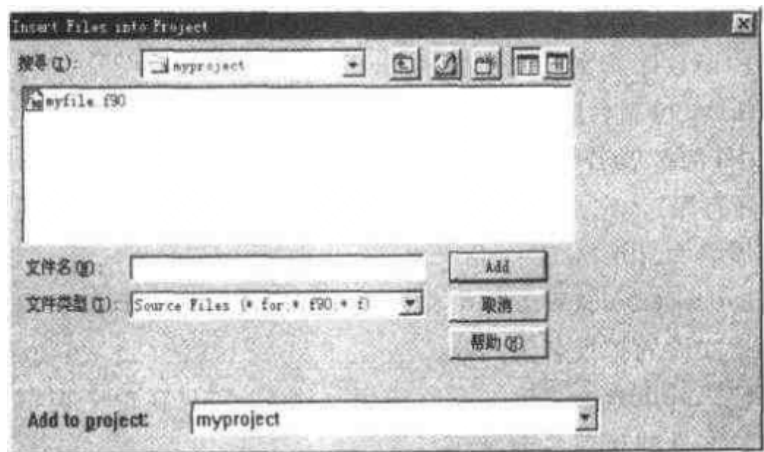 Insert Files into Project
搜寻(I):
myproject
myfile.f90
文件名(N):
Add
文件类型(T):
Source Files (*.for;*.f90;*.f)
取消
帮助(H)
Add to project:
myproject